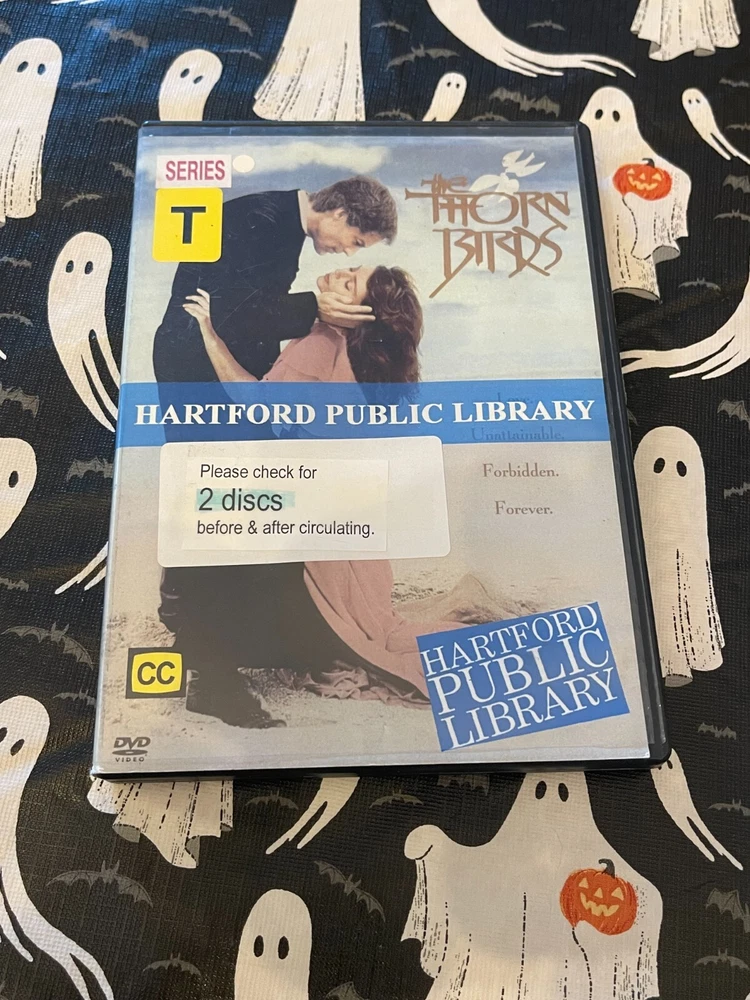 SERIES
T
the
THORN
BIRDS
HARTFORD PUBLIC LIBRARY
Unattainable.
Forbidden.
Forever.
Please check for
2 discs
before & after circulating.
HARTFORD
PUBLIC
LIBRARY
CC
DVD
VIDEO